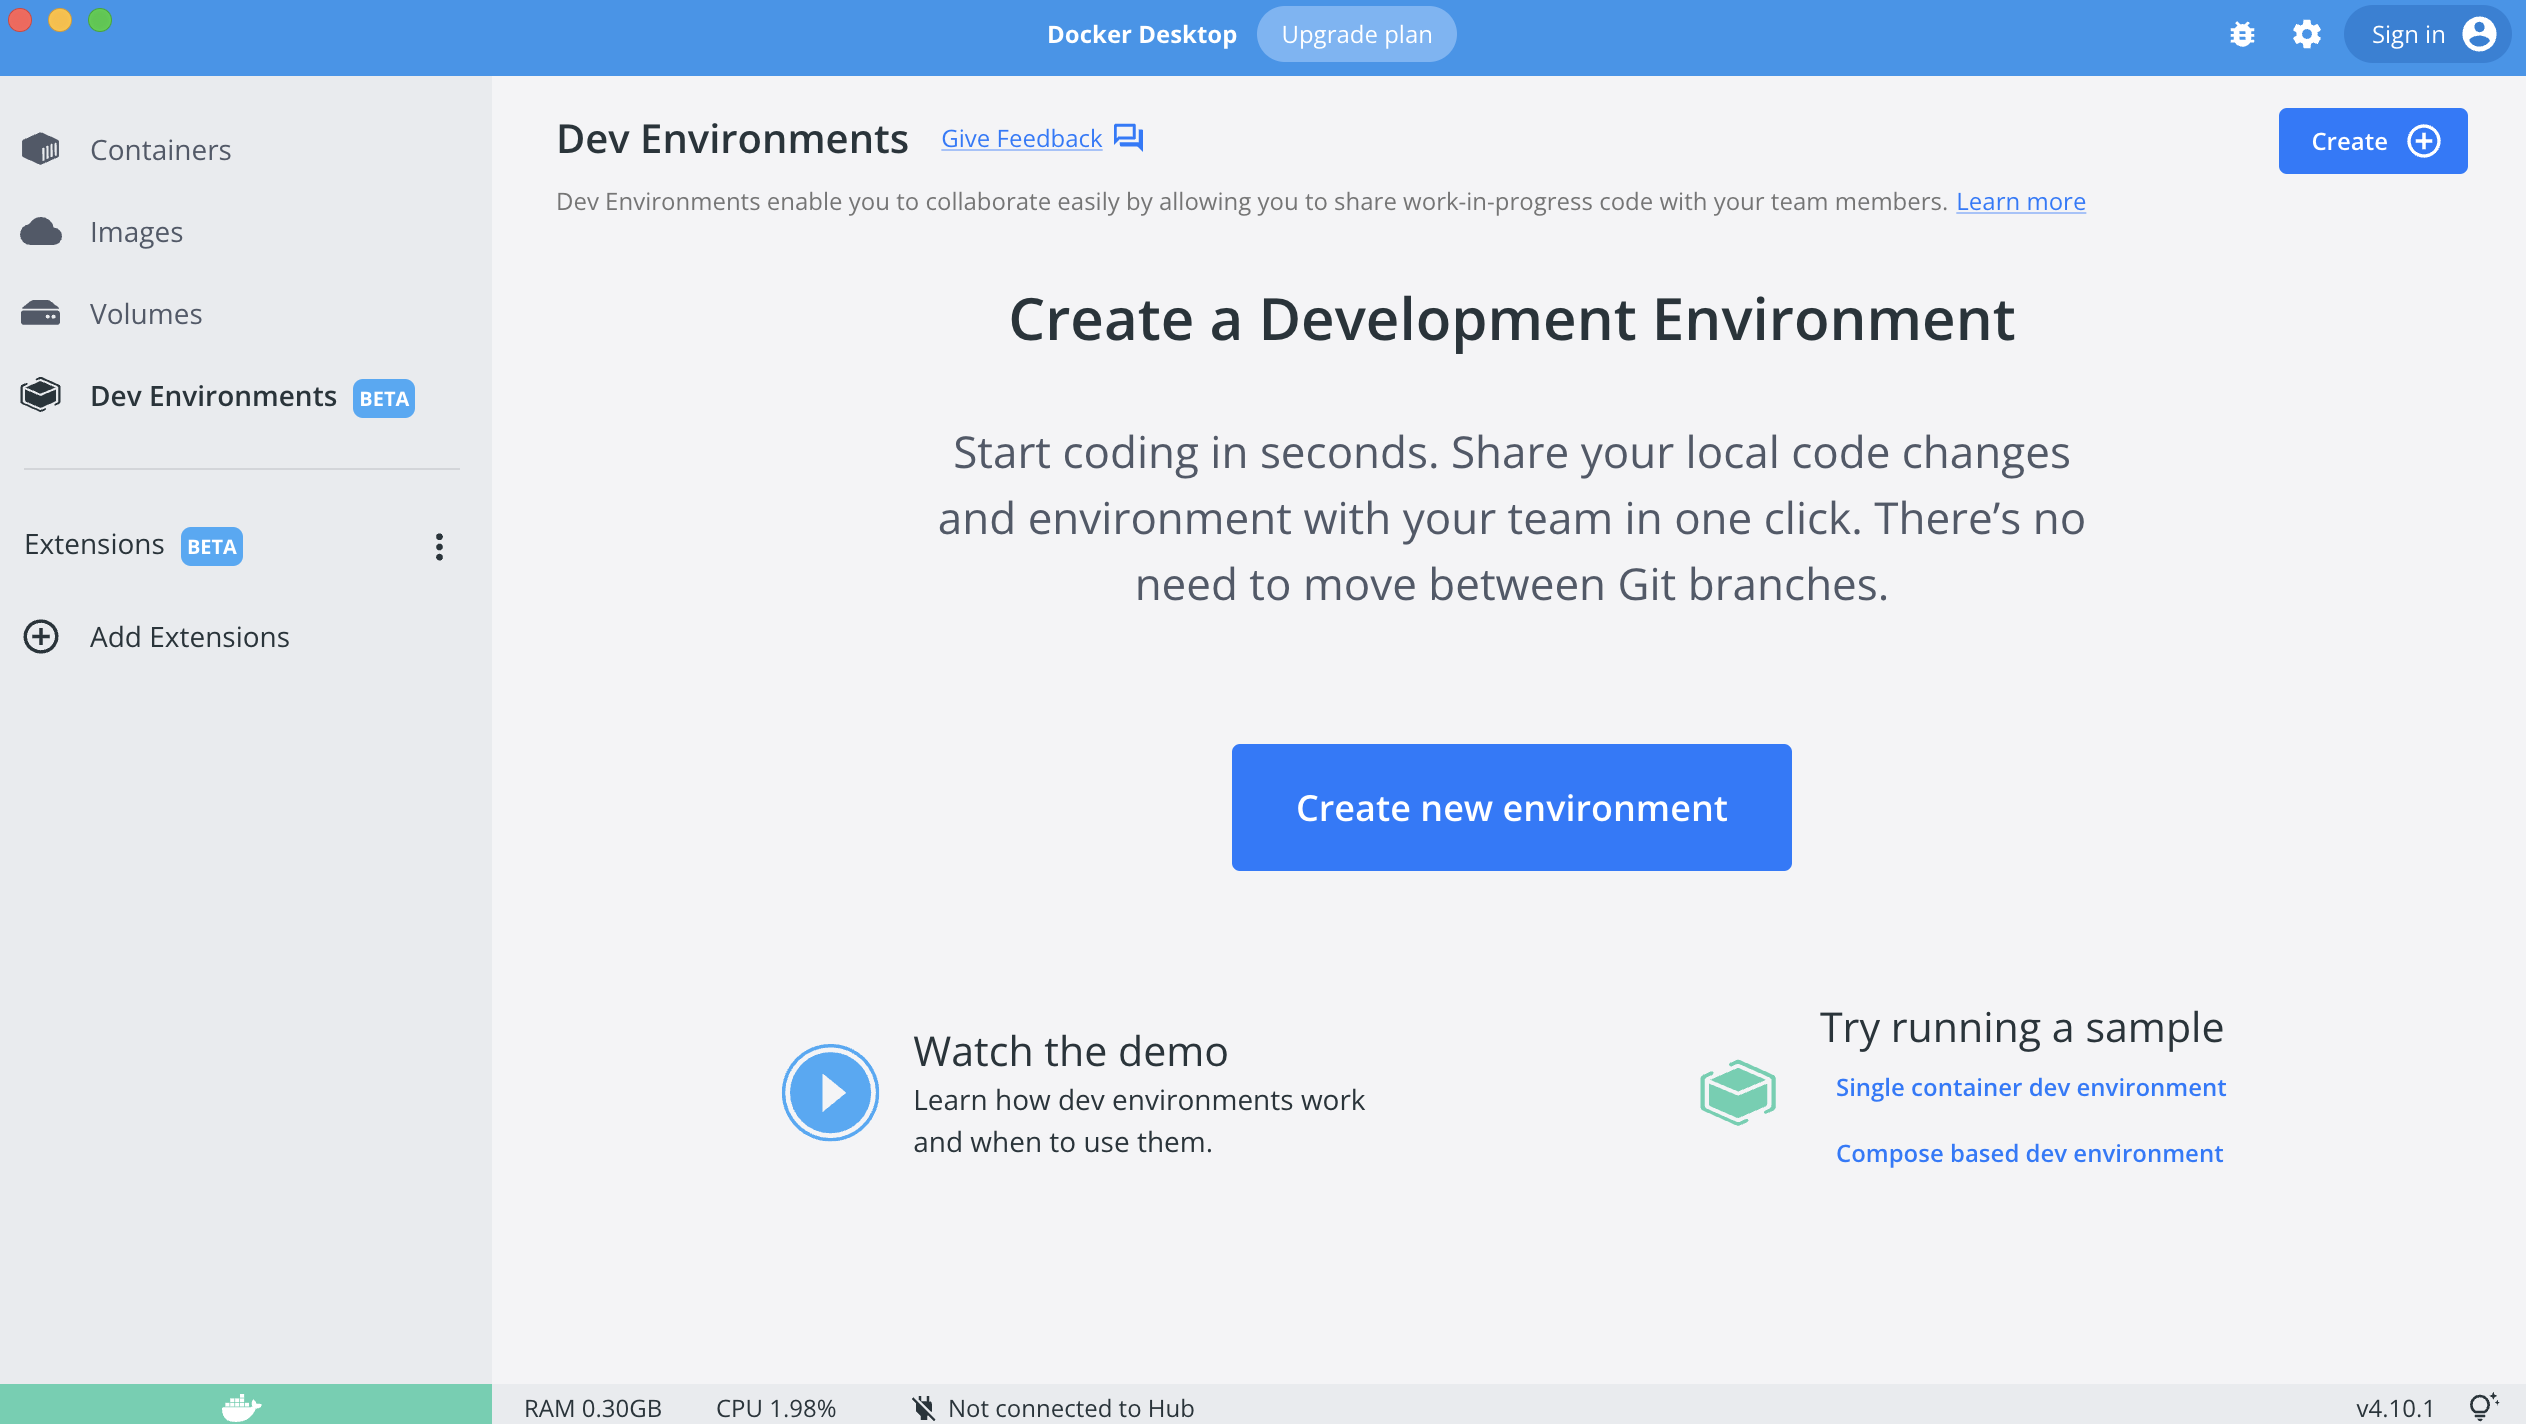 Docker Desktop
Upgrade plan
Sign in
Containers
Images
Volumes
Dev Environments BETA
Extensions BETA
Add Extensions
Dev Environments
Give Feedback
Create
Dev Environments enable you to collaborate easily by allowing you to share work-in-progress code with your team members. Learn more
Create a Development Environment
Start coding in seconds. Share your local code changes
and environment with your team in one click. There’s no
need to move between Git branches.
Create new environment
Watch the demo
Learn how dev environments work
and when to use them.
Try running a sample
Single container dev environment
Compose based dev environment
RAM 0.30GB
CPU 1.98%
Not connected to Hub
v4.10.1